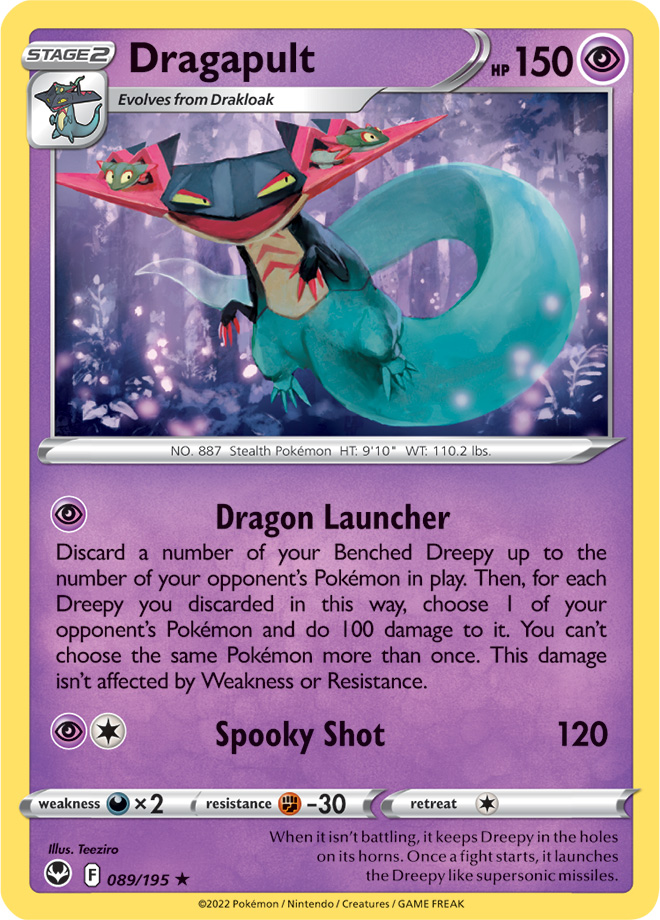 STAGE2
Dragapult
HP 150
Evolves from Drakloak
NO. 887 Stealth Pokémon HT: 9'10" WT: 110.2 lbs.
Dragon Launcher
Discard a number of your Benched Dreepy up to the
number of your opponent's Pokémon in play. Then, for each
Dreepy you discarded in this way, choose 1 of your
opponent's Pokémon and do 100 damage to it. You can't
choose the same Pokémon more than once. This damage
isn't affected by Weakness or Resistance.
Spooky Shot 120
weakness ×2 resistance -30 retreat
Illus. Teeziro
When it isn't battling, it keeps Dreepy in the holes
on its horns. Once a fight starts, it launches
the Dreepy like supersonic missiles.
F 089/195 ★
©2022 Pokémon / Nintendo / Creatures / GAME FREAK